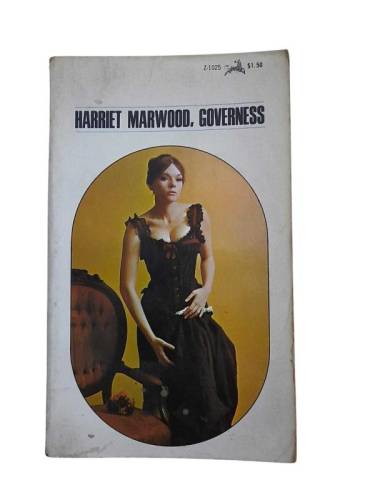 Z-1025 $1.50
HARRIET MARWOOD, GOVERNESS